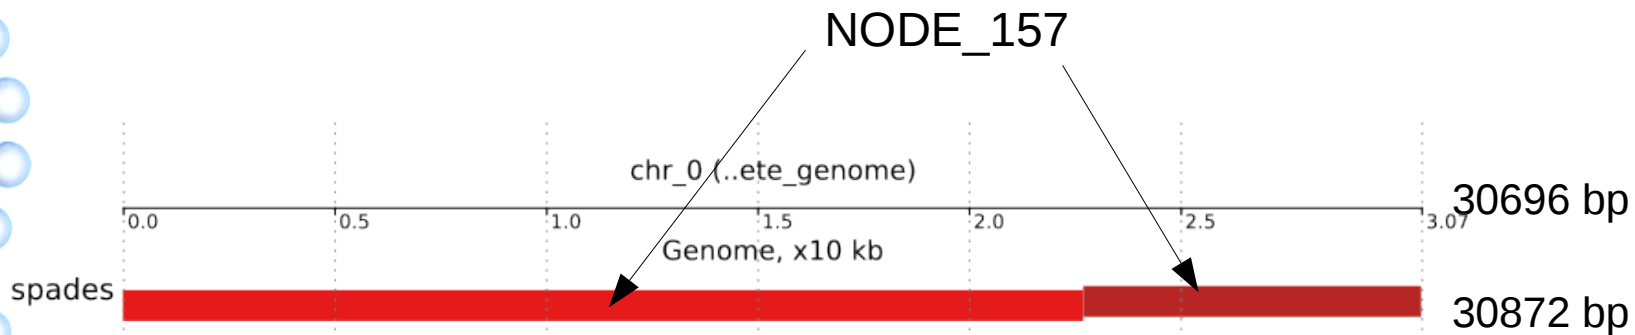 NODE_157
chr_0 (..ete_genome)
30696 bp
0.0 0.5 1.0 1.5 2.0 2.5 3.07
Genome, x10 kb
spades
30872 bp